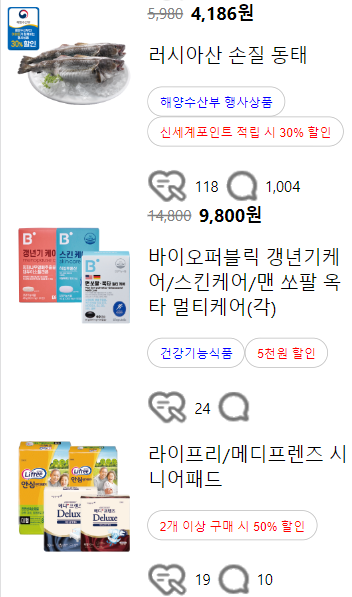 5,980 4,186원
30% 할인
러시아산 손질 동태
해양수산부 행사상품
신세계포인트 적립 시 30% 할인
118 1,004
14,800 9,800원
갱년기 케어
스킨 케어
바이오퍼블릭 갱년기케
어/스킨케어/맨 쏘팔 옥
타 멀티케어(각)
건강기능식품 5천원 할인
24
Lifree
안심
Deluxe
Deluxe
라이프리/메디프렌즈 시
니어패드
2개 이상 구매 시 50% 할인
19 10